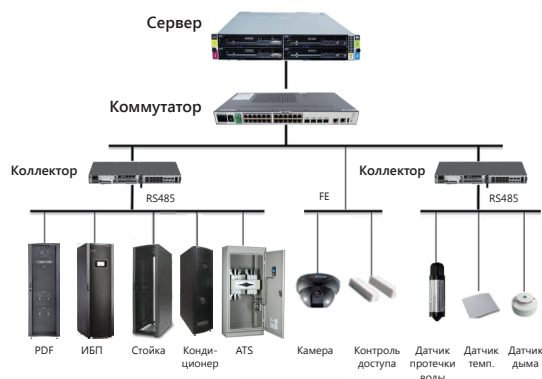 Сервер
Коммутатор
Коллектор
Коллектор
RS485
FE
RS485
PDF
ИБП
Стойка
Конди-
ционер
ATS
Камера
Контроль
доступа
Датчик
протечки
воды
Датчик
темп.
Датчик
дыма